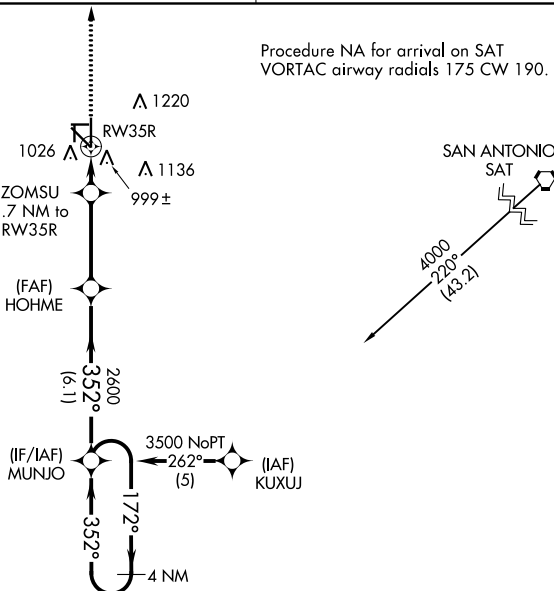 Procedure NA for arrival on SAT
VORTAC airway radials 175 CW 190.
1220
RW35R
1026
1136
999±
ZOMSU
.7 NM to
RW35R
SAN ANTONIO
SAT
4000
220°
(43.2)
(FAF)
HOHME
2600
352°
(6.1)
(IF/IAF)
MUNJO
3500 NoPT
262°
(5)
(IAF)
KUXUJ
352°
172°
4 NM